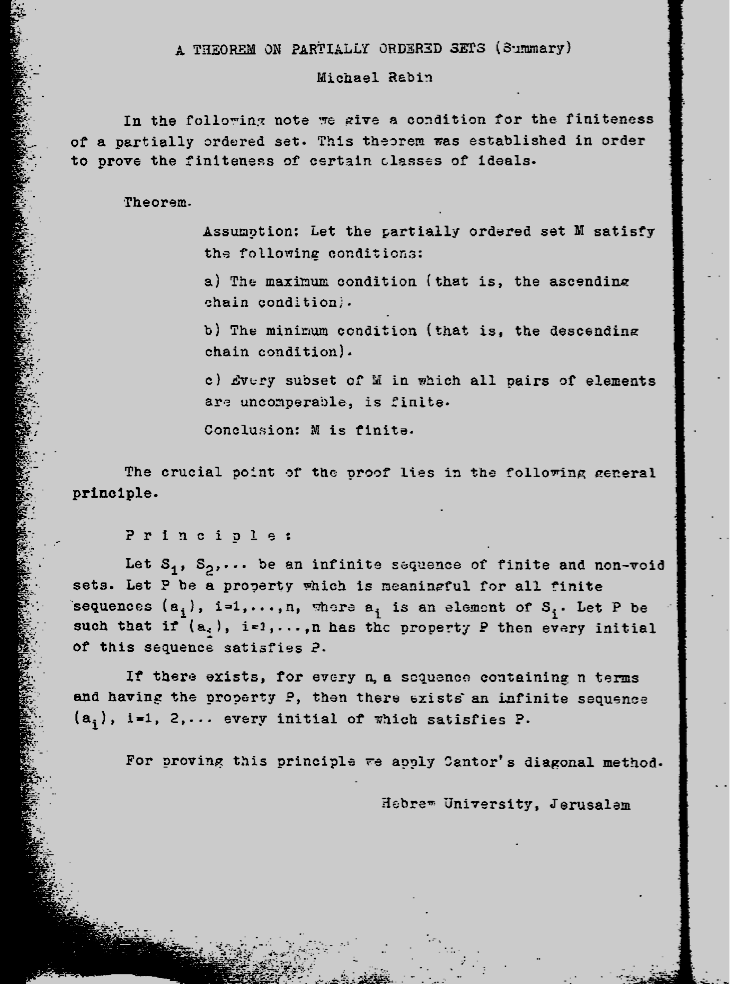 A THEOREM ON PARTIALLY ORDERED SETS (Summary)
Michael Rabin
In the following note we give a condition for the finiteness
of a partially ordered set. This theorem was established in order
to prove the finiteness of certain classes of ideals.
Theorem.
Assumption: Let the partially ordered set M satisfy
the following conditions:
a) The maximum condition (that is, the ascending
chain condition).
b) The minimum condition (that is, the descending
chain condition).
c) Every subset of M in which all pairs of elements
are uncomperable, is finite.
Conclusion: M is finite.
The crucial point of the proof lies in the following general
principle.
P r i n c i p l e :
Let S₁, S₂,... be an infinite sequence of finite and non-void
sets. Let P be a property which is meaningful for all finite
sequences (aᵢ), i=1,...,n, where aᵢ is an element of Sᵢ. Let P be
such that if (aᵢ), i=1,...,n has the property P then every initial
of this sequence satisfies P.
If there exists, for every n, a sequence containing n terms
and having the property P, then there exists an infinite sequence
(aᵢ), i=1, 2,... every initial of which satisfies P.
For proving this principle we apply Cantor's diagonal method.
Hebrew University, Jerusalem